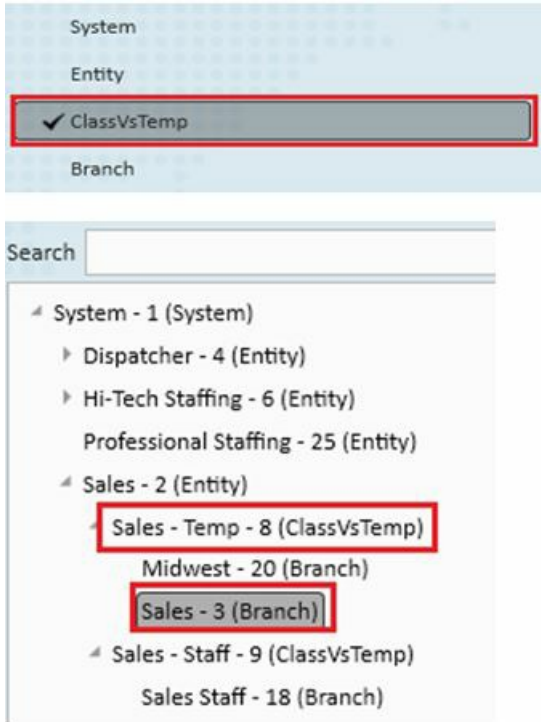 System
Entity
ClassVsTemp
Branch
Search
System - 1 (System)
Dispatcher - 4 (Entity)
Hi-Tech Staffing - 6 (Entity)
Professional Staffing - 25 (Entity)
Sales - 2 (Entity)
Sales - Temp - 8 (ClassVsTemp)
Midwest - 20 (Branch)
Sales - 3 (Branch)
Sales - Staff - 9 (ClassVsTemp)
Sales Staff - 18 (Branch)